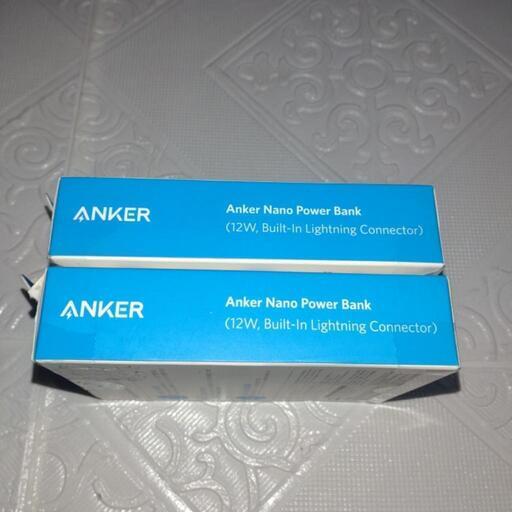 ANKER
Anker Nano Power Bank
(12W, Built-In Lightning Connector)
ANKER
Anker Nano Power Bank
(12W, Built-In Lightning Connector)